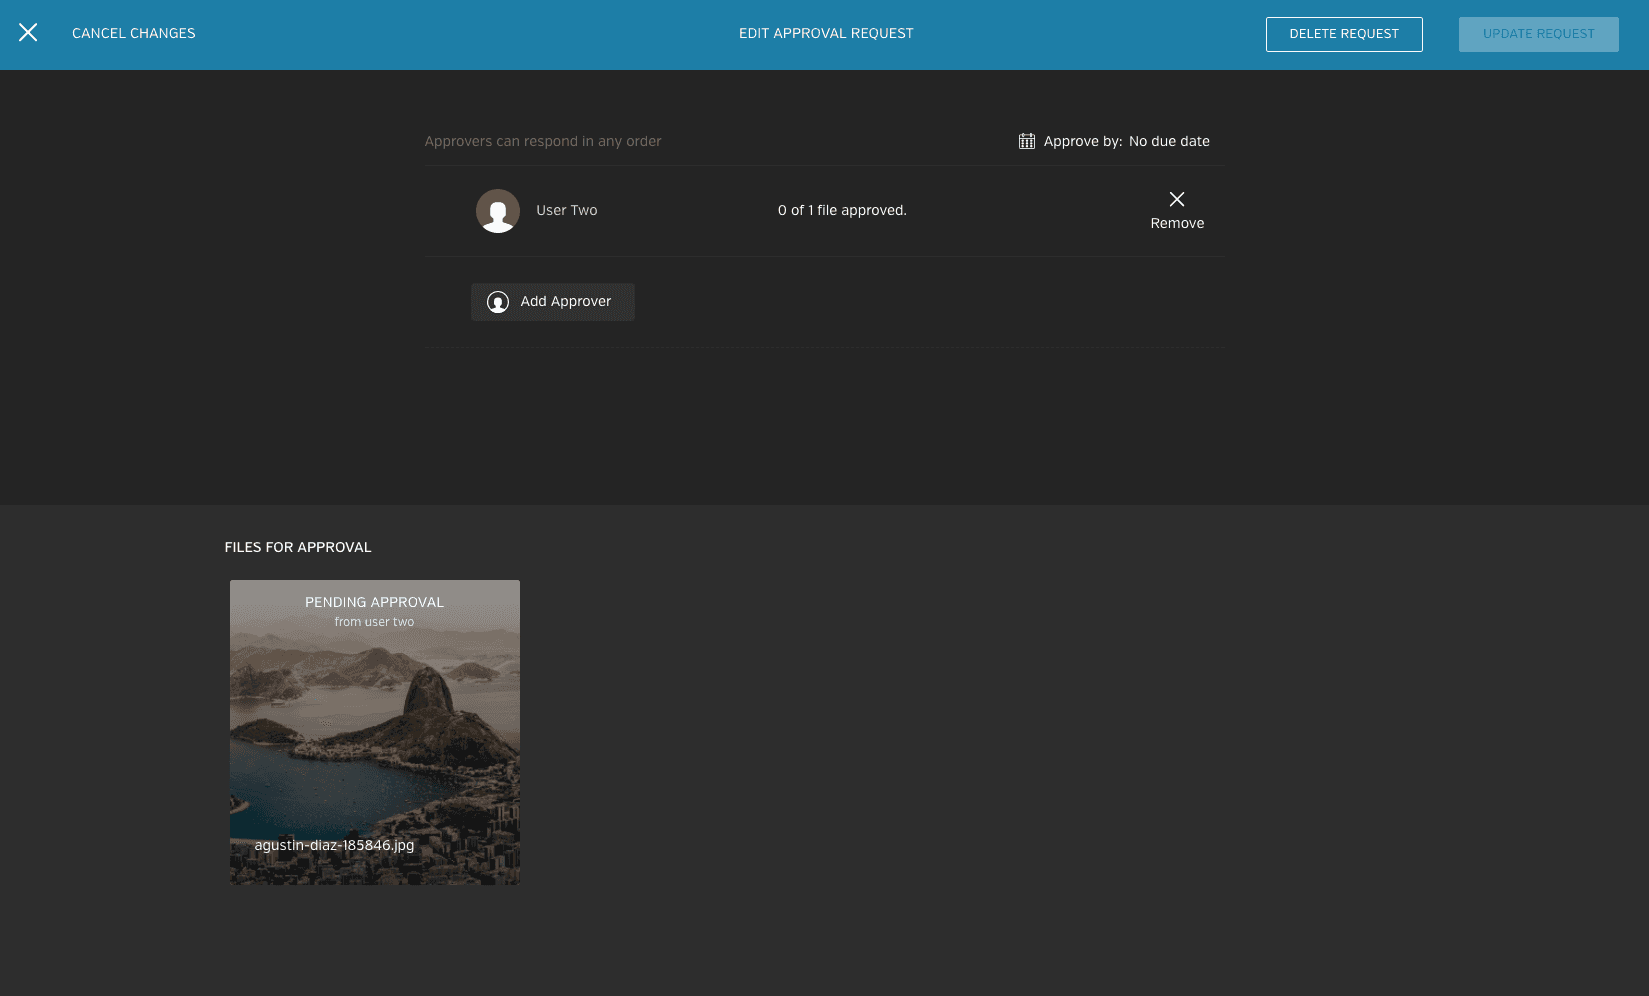 CANCEL CHANGES
EDIT APPROVAL REQUEST
DELETE REQUEST
UPDATE REQUEST
Approvers can respond in any order
Approve by: No due date
User Two
0 of 1 file approved.
Remove
Add Approver
FILES FOR APPROVAL
PENDING APPROVAL
from user two
agustin-diaz-185846.jpg